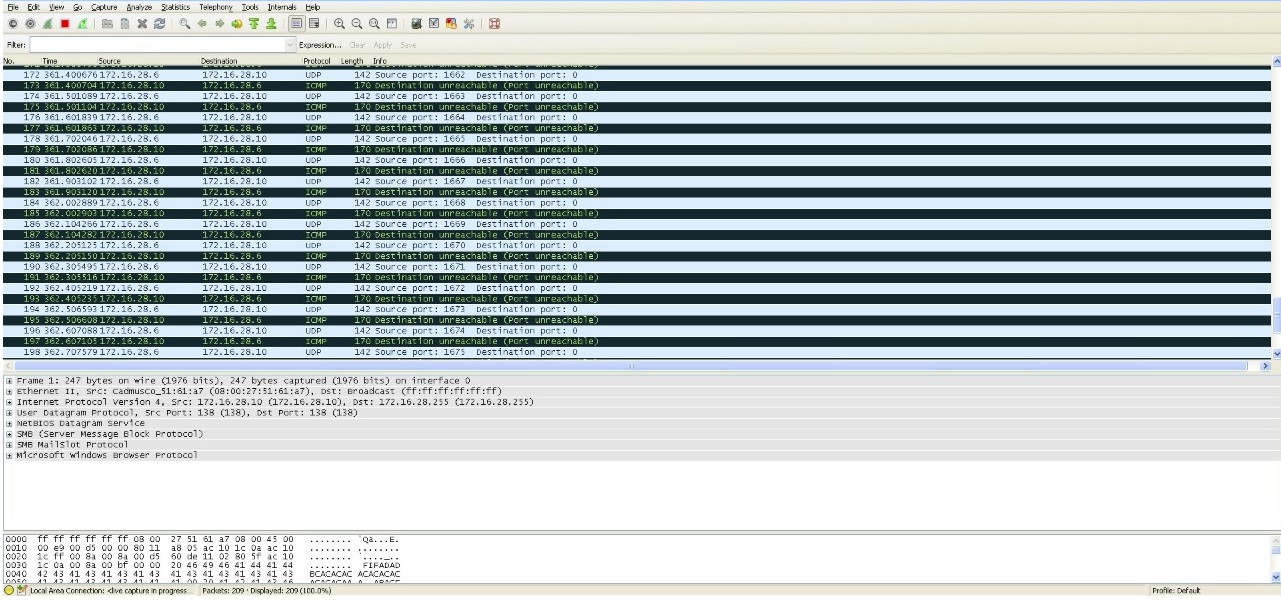 File Edit View Go Capture Analyze Statistics Telephony Tools Internals Help
Filter: Expression... Clear Apply Save
No. Time Source Destination Protocol Length Info
172 361.400676 172.16.28.6 172.16.28.10 UDP 142 Source port: 1662 Destination port: 0
173 361.400704 172.16.28.10 172.16.28.6 ICMP 170 Destination unreachable (Port unreachable)
174 361.501089 172.16.28.6 172.16.28.10 UDP 142 Source port: 1663 Destination port: 0
175 361.501104 172.16.28.10 172.16.28.6 ICMP 170 Destination unreachable (Port unreachable)
176 361.601839 172.16.28.6 172.16.28.10 UDP 142 Source port: 1664 Destination port: 0
177 361.601863 172.16.28.10 172.16.28.6 ICMP 170 Destination unreachable (Port unreachable)
178 361.702046 172.16.28.6 172.16.28.10 UDP 142 Source port: 1665 Destination port: 0
179 361.702086 172.16.28.10 172.16.28.6 ICMP 170 Destination unreachable (Port unreachable)
180 361.802605 172.16.28.6 172.16.28.10 UDP 142 Source port: 1666 Destination port: 0
181 361.802620 172.16.28.10 172.16.28.6 ICMP 170 Destination unreachable (Port unreachable)
182 361.903102 172.16.28.6 172.16.28.10 UDP 142 Source port: 1667 Destination port: 0
183 361.903120 172.16.28.10 172.16.28.6 ICMP 170 Destination unreachable (Port unreachable)
184 362.002889 172.16.28.6 172.16.28.10 UDP 142 Source port: 1668 Destination port: 0
185 362.002903 172.16.28.10 172.16.28.6 ICMP 170 Destination unreachable (Port unreachable)
186 362.104266 172.16.28.6 172.16.28.10 UDP 142 Source port: 1669 Destination port: 0
187 362.104282 172.16.28.10 172.16.28.6 ICMP 170 Destination unreachable (Port unreachable)
188 362.205125 172.16.28.6 172.16.28.10 UDP 142 Source port: 1670 Destination port: 0
189 362.205150 172.16.28.10 172.16.28.6 ICMP 170 Destination unreachable (Port unreachable)
190 362.305495 172.16.28.6 172.16.28.10 UDP 142 Source port: 1671 Destination port: 0
191 362.305516 172.16.28.10 172.16.28.6 ICMP 170 Destination unreachable (Port unreachable)
192 362.405219 172.16.28.6 172.16.28.10 UDP 142 Source port: 1672 Destination port: 0
193 362.405235 172.16.28.10 172.16.28.6 ICMP 170 Destination unreachable (Port unreachable)
194 362.506593 172.16.28.6 172.16.28.10 UDP 142 Source port: 1673 Destination port: 0
195 362.506608 172.16.28.10 172.16.28.6 ICMP 170 Destination unreachable (Port unreachable)
196 362.607088 172.16.28.6 172.16.28.10 UDP 142 Source port: 1674 Destination port: 0
197 362.607105 172.16.28.10 172.16.28.6 ICMP 170 Destination unreachable (Port unreachable)
198 362.707579 172.16.28.6 172.16.28.10 UDP 142 Source port: 1675 Destination port: 0
Frame 1: 247 bytes on wire (1976 bits), 247 bytes captured (1976 bits) on interface 0
Ethernet II, Src: CadmusCo_51:61:a7 (08:00:27:51:61:a7), Dst: Broadcast (ff:ff:ff:ff:ff:ff)
Internet Protocol Version 4, Src: 172.16.28.10 (172.16.28.10), Dst: 172.16.28.255 (172.16.28.255)
User Datagram Protocol, Src Port: 138 (138), Dst Port: 138 (138)
NetBIOS Datagram Service
SMB (Server Message Block Protocol)
SMB MailSlot Protocol
Microsoft Windows Browser Protocol
0000 ff ff ff ff ff ff 08 00 27 51 61 a7 08 00 45 00 ........ 'Qa...E.
0010 00 e9 00 d5 00 00 80 11 a8 05 ac 10 1c 0a ac 10 ........ ........
0020 1c ff 00 8a 00 8a 00 d5 60 de 11 02 80 5f ac 10 ........ `...._..
0030 1c 0a 00 8a 00 bf 00 00 20 46 49 46 41 44 41 44 ........ FIFADAD
0040 42 43 41 43 41 43 41 43 41 43 41 43 41 43 41 43 BCACACAC ACACACAC
Local Area Connection: <live capture in progress... Packets: 209 · Displayed: 209 (100.0%) Profile: Default